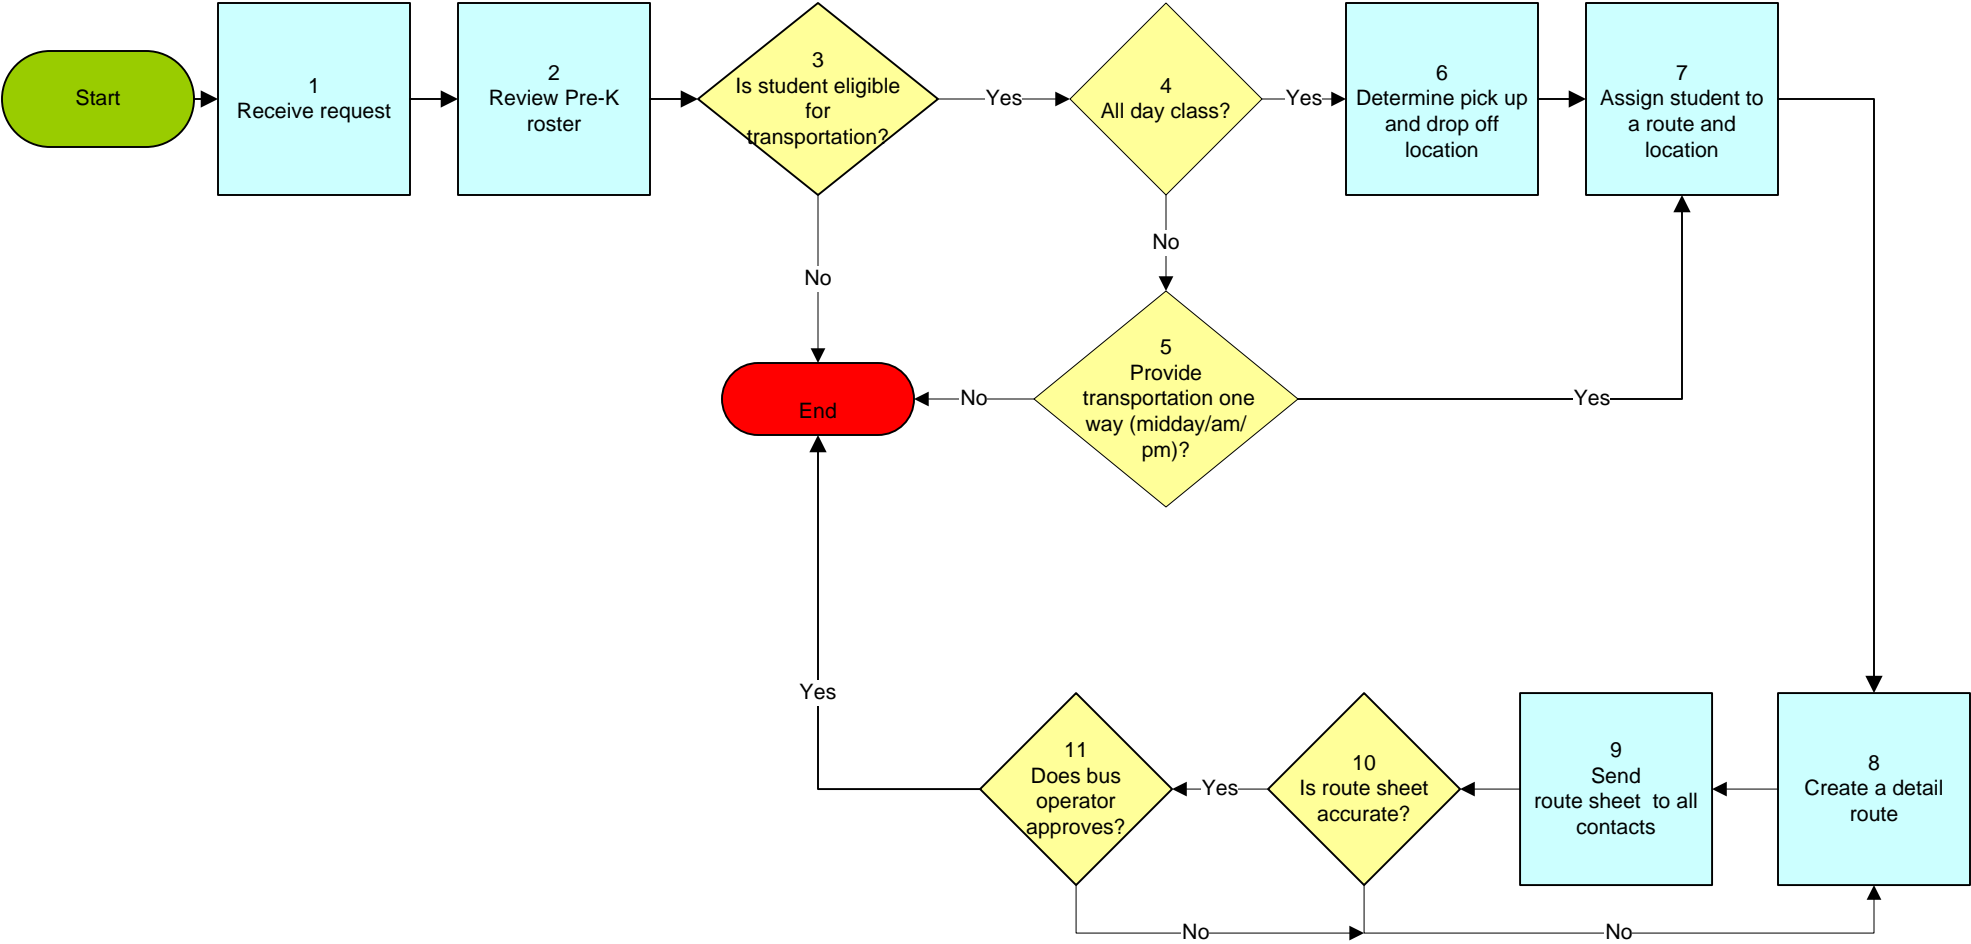 Start
1
Receive request
2
Review Pre-K
roster
3
Is student eligible
for
transportation?
Yes
4
All day class?
Yes
6
Determine pick up
and drop off
location
7
Assign student to
a route and
location
No
No
5
Provide
transportation one
way (midday/am/
pm)?
No
Yes
End
Yes
11
Does bus
operator
approves?
Yes
10
Is route sheet
accurate?
9
Send
route sheet  to all
contacts
8
Create a detail
route
No
No